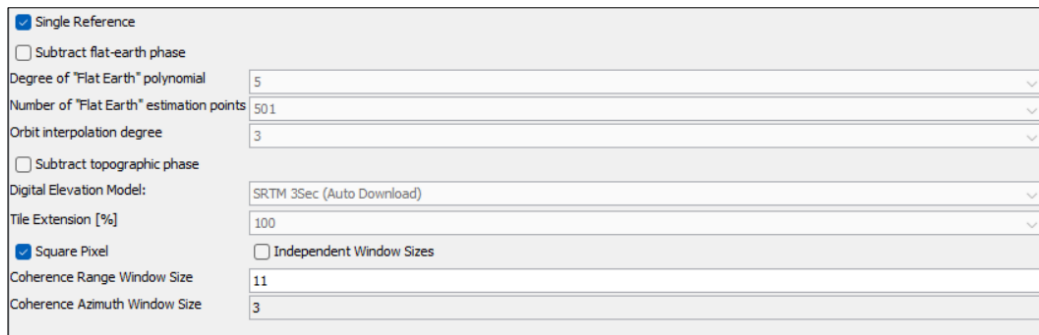 Single Reference
Subtract flat-earth phase
Degree of "Flat Earth" polynomial 5
Number of "Flat Earth" estimation points 501
Orbit interpolation degree 3
Subtract topographic phase
Digital Elevation Model: SRTM 3Sec (Auto Download)
Tile Extension [%] 100
Square Pixel Independent Window Sizes
Coherence Range Window Size 11
Coherence Azimuth Window Size 3